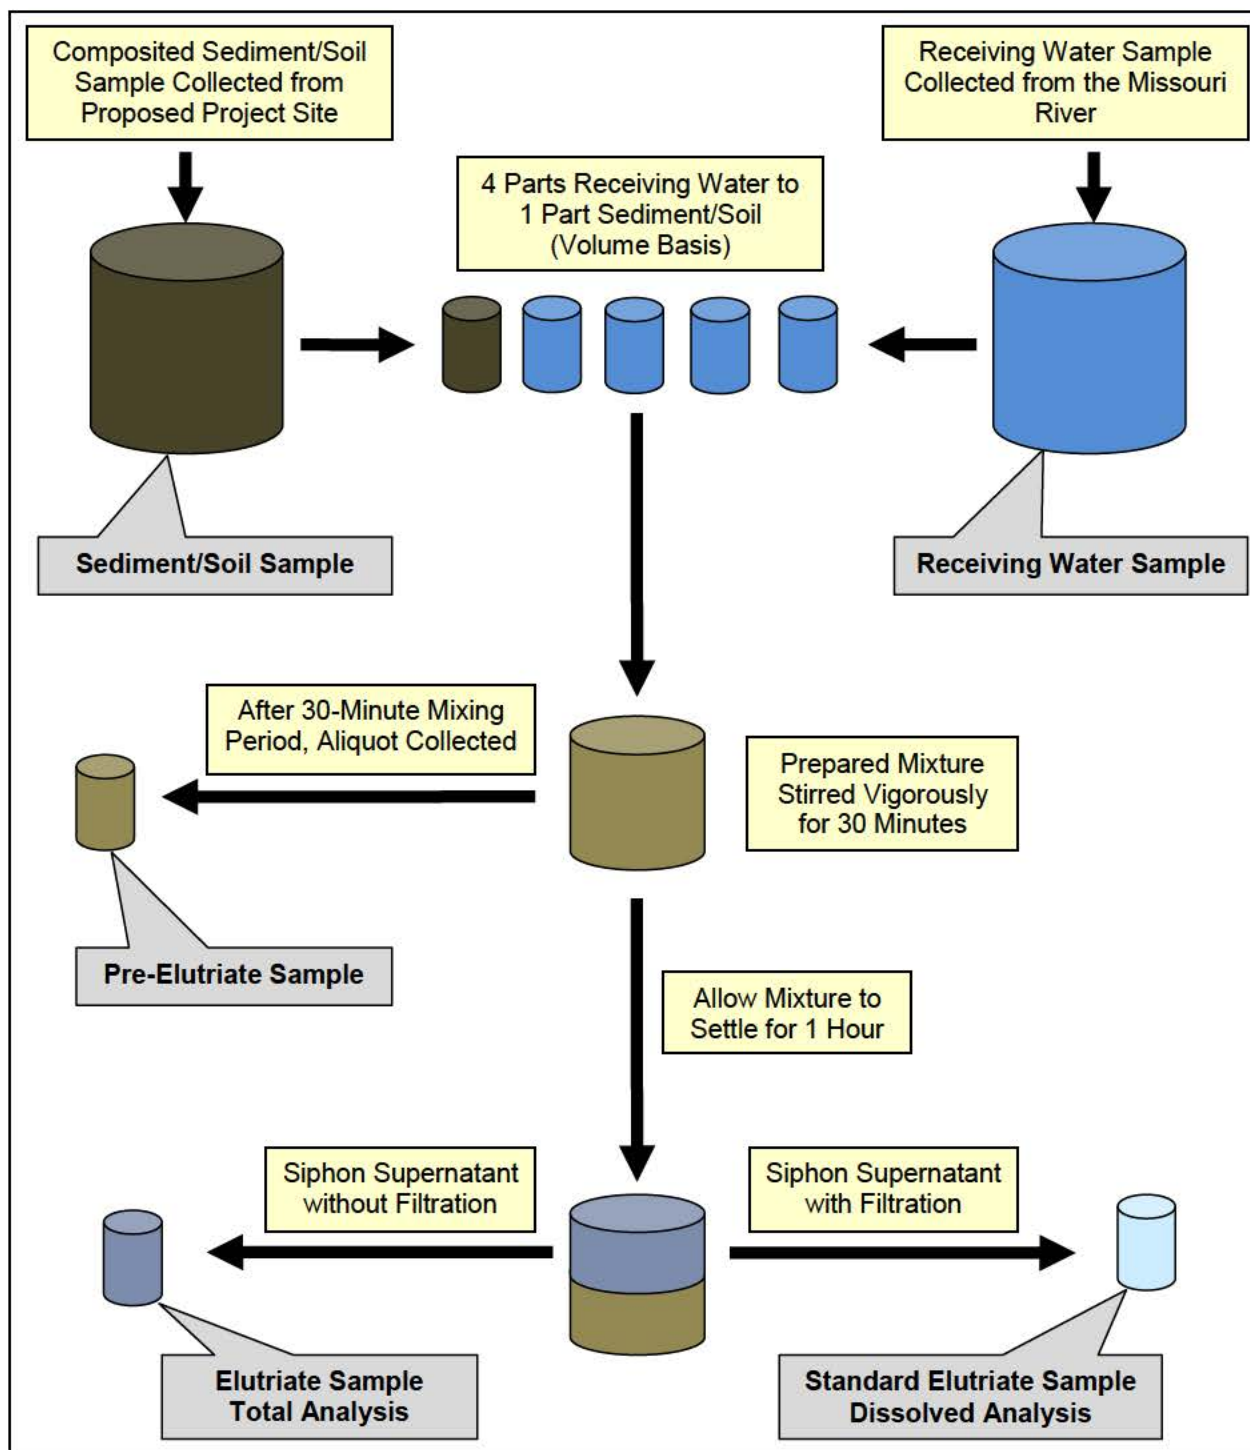 Composited Sediment/Soil
Sample Collected from
Proposed Project Site
Receiving Water Sample
Collected from the Missouri
River
4 Parts Receiving Water to
1 Part Sediment/Soil
(Volume Basis)
Sediment/Soil Sample
Receiving Water Sample
After 30-Minute Mixing
Period, Aliquot Collected
Prepared Mixture
Stirred Vigorously
for 30 Minutes
Pre-Elutriate Sample
Allow Mixture to
Settle for 1 Hour
Siphon Supernatant
without Filtration
Siphon Supernatant
with Filtration
Elutriate Sample
Total Analysis
Standard Elutriate Sample
Dissolved Analysis